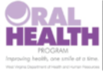 ORAL
HEALTH
PROGRAM
Improving health, one smile at a time.